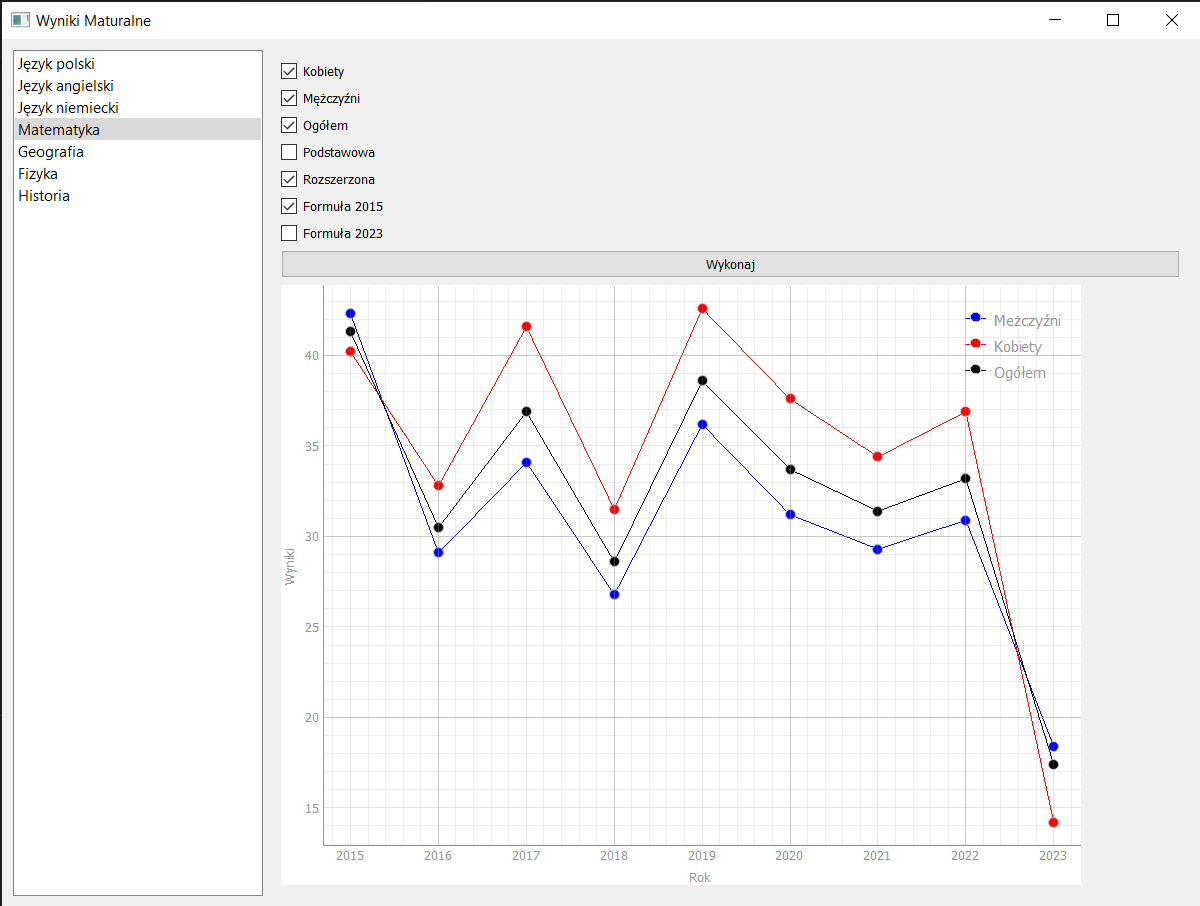 Wyniki Maturalne
Język polski
Język angielski
Język niemiecki
Matematyka
Geografia
Fizyka
Historia
Kobiety
Mężczyźni
Ogółem
Podstawowa
Rozszerzona
Formuła 2015
Formuła 2023
Wykonaj
Meżczyźni
Kobiety
Ogółem
40
35
30
25
20
15
Wyniki
2015 2016 2017 2018 2019 2020 2021 2022 2023
Rok